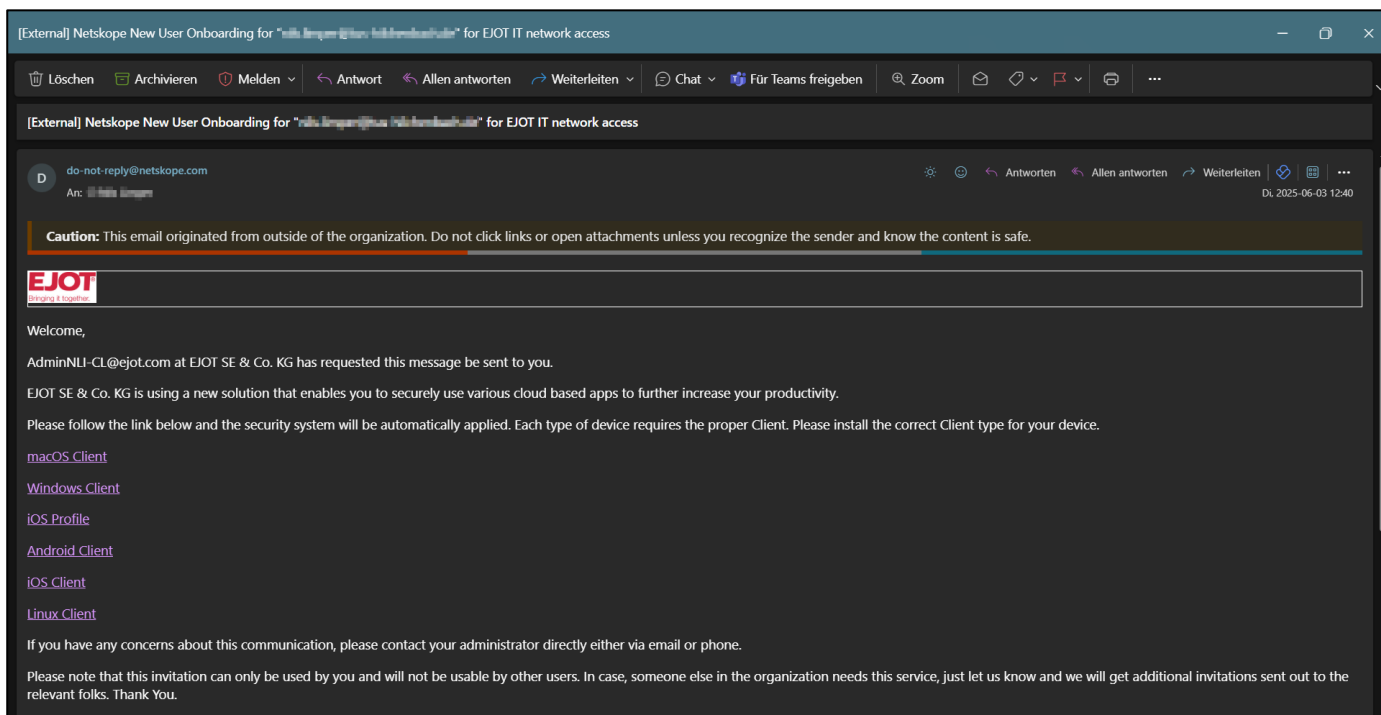 [External] Netskope New User Onboarding for " " for EJOT IT network access
Löschen Archivieren Melden Antwort Allen antworten Weiterleiten Chat Für Teams freigeben Zoom
[External] Netskope New User Onboarding for " " for EJOT IT network access
D
do-not-reply@netskope.com
An:
Antworten Allen antworten Weiterleiten
Di, 2025-06-03 12:40
Caution: This email originated from outside of the organization. Do not click links or open attachments unless you recognize the sender and know the content is safe.
EJOT
Bringing it together.
Welcome,
AdminNLI-CL@ejot.com at EJOT SE & Co. KG has requested this message be sent to you.
EJOT SE & Co. KG is using a new solution that enables you to securely use various cloud based apps to further increase your productivity.
Please follow the link below and the security system will be automatically applied. Each type of device requires the proper Client. Please install the correct Client type for your device.
macOS Client
Windows Client
iOS Profile
Android Client
iOS Client
Linux Client
If you have any concerns about this communication, please contact your administrator directly either via email or phone.
Please note that this invitation can only be used by you and will not be usable by other users. In case, someone else in the organization needs this service, just let us know and we will get additional invitations sent out to the
relevant folks. Thank You.